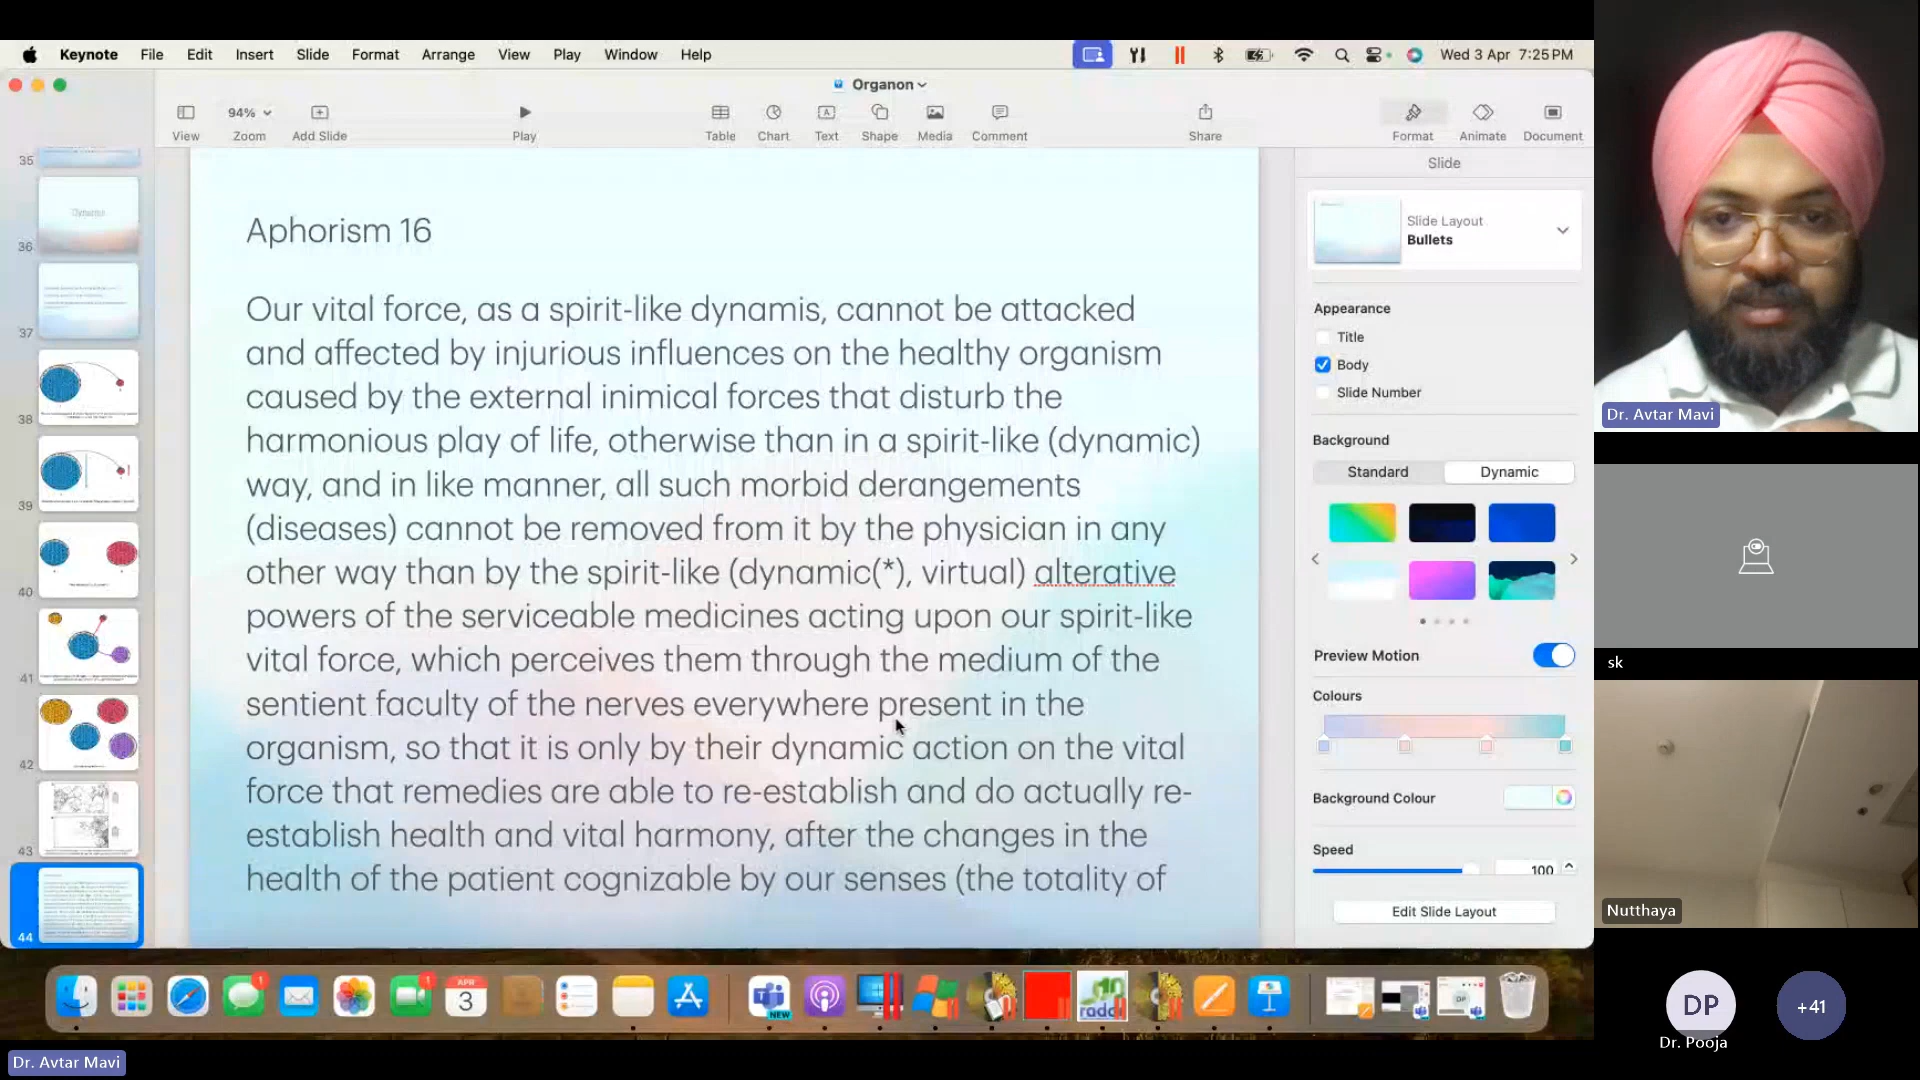 Keynote File Edit Insert Slide Format Arrange View Play Window Help
Wed 3 Apr 7:25 PM
Organon
94%
View Zoom Add Slide Play Table Chart Text Shape Media Comment Share Format Animate Document
Slide
35
Dynamis
36
37
38
39
40
41
42
43
44
Aphorism 16
Our vital force, as a spirit-like dynamis, cannot be attacked
and affected by injurious influences on the healthy organism
caused by the external inimical forces that disturb the
harmonious play of life, otherwise than in a spirit-like (dynamic)
way, and in like manner, all such morbid derangements
(diseases) cannot be removed from it by the physician in any
other way than by the spirit-like (dynamic(*), virtual) alterative
powers of the serviceable medicines acting upon our spirit-like
vital force, which perceives them through the medium of the
sentient faculty of the nerves everywhere present in the
organism, so that it is only by their dynamic action on the vital
force that remedies are able to re-establish and do actually re-
establish health and vital harmony, after the changes in the
health of the patient cognizable by our senses (the totality of
Slide Layout
Bullets
Appearance
Title
Body
Slide Number
Background
Standard Dynamic
Preview Motion
Colours
Background Colour
Speed
100
Edit Slide Layout
Dr. Avtar Mavi
sk
Nutthaya
DP
Dr. Pooja
+41
1
1
APR
3
NEW
radar
DP
Dr. Avtar Mavi